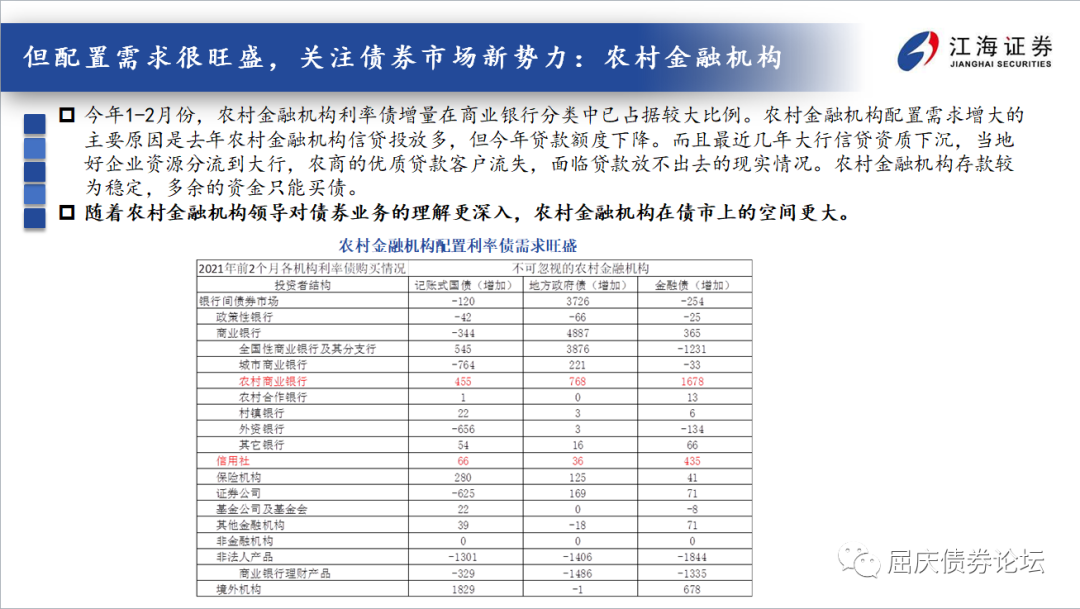 但配置需求很旺盛，关注债券市场新势力：农村金融机构
江海证券
JIANGHAI SECURITIES
今年1-2月份，农村金融机构利率债增量在商业银行分类中已占据较大比例。农村金融机构配置需求增大的
主要原因是去年农村金融机构信贷投放多，但今年贷款额度下降。而且最近几年大行信贷资质下沉，当地
好企业资源分流到大行，农商的优质贷款客户流失，面临贷款放不出去的现实情况。农村金融机构存款较
为稳定，多余的资金只能买债。
随着农村金融机构领导对债券业务的理解更深入，农村金融机构在债市上的空间更大。
农村金融机构配置利率债需求旺盛
2021年前2个月各机构利率债购买情况 不可忽视的农村金融机构
投资者结构 记账式国债（增加） 地方政府债（增加） 金融债（增加）
银行间债券市场 -120 3726 -254
政策性银行 -42 -66 -25
商业银行 -344 4887 365
全国性商业银行及其分支行 545 3876 -1231
城市商业银行 -764 221 -33
农村商业银行 455 768 1678
农村合作银行 1 0 13
村镇银行 22 3 6
外资银行 -656 3 -134
其它银行 54 16 66
信用社 66 36 435
保险机构 280 125 41
证券公司 -625 169 71
基金公司及基金会 22 0 -8
其他金融机构 39 -18 71
非金融机构 0 0 0
非法人产品 -1301 -1406 -1844
商业银行理财产品 -329 -1486 -1335
境外机构 1829 -1 678
屈庆债券论坛